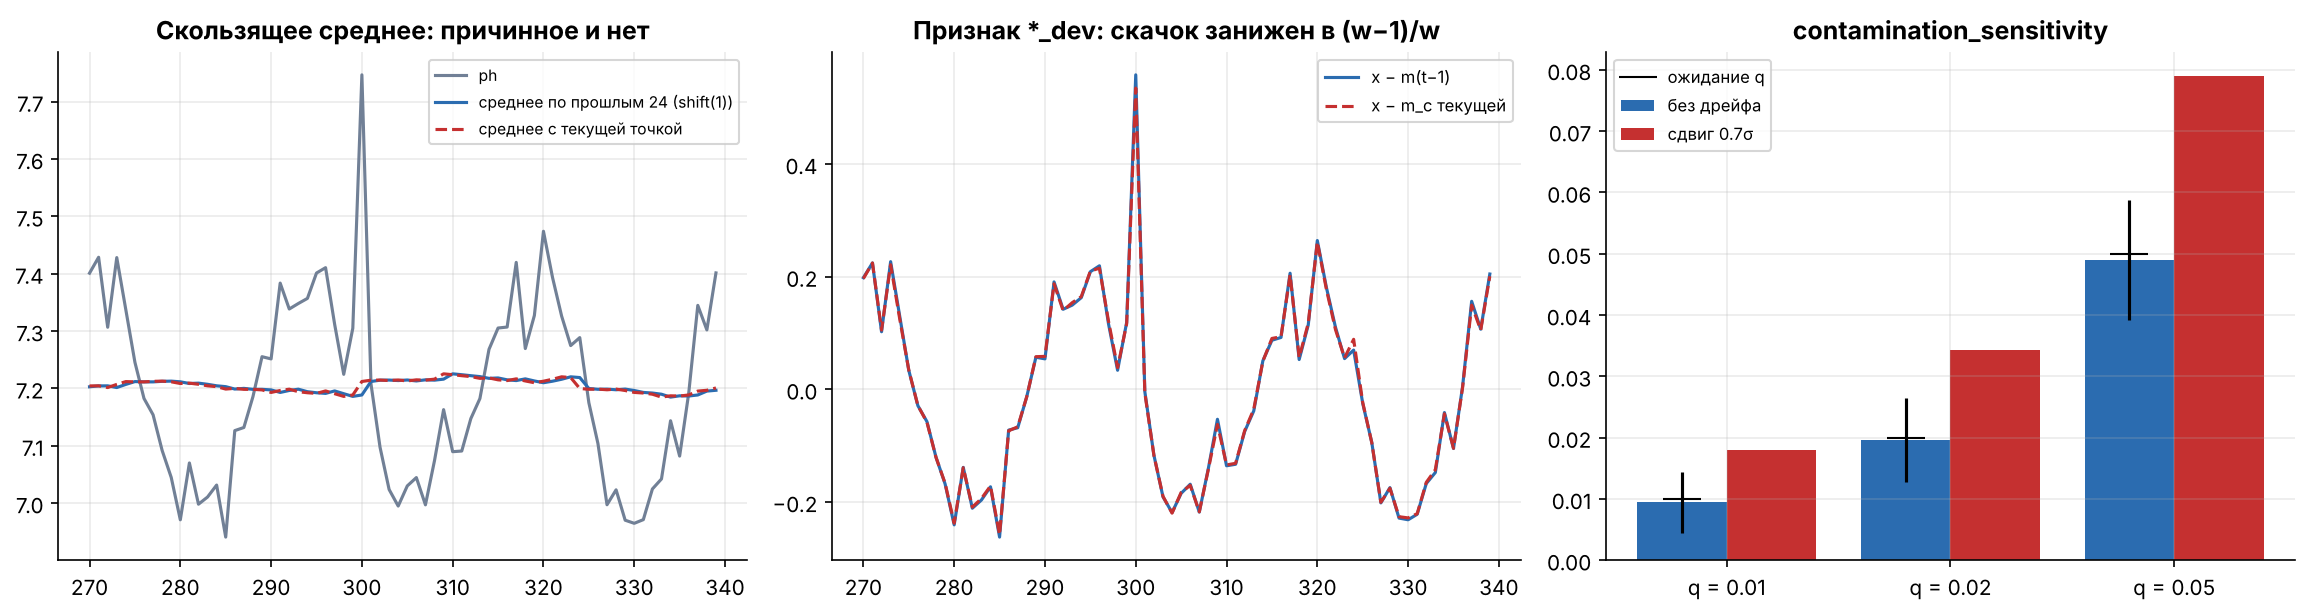 Скользящее среднее: причинное и нет
ph
среднее по прошлым 24 (shift(1))
среднее с текущей точкой
7.7
7.6
7.5
7.4
7.3
7.2
7.1
7.0
270 280 290 300 310 320 330 340
Признак *_dev: скачок занижен в (w−1)/w
x − m(t−1)
x − m_с текущей
0.4
0.2
0.0
−0.2
270 280 290 300 310 320 330 340
contamination_sensitivity
ожидание q
без дрейфа
сдвиг 0.7σ
0.08
0.07
0.06
0.05
0.04
0.03
0.02
0.01
0.00
q = 0.01 q = 0.02 q = 0.05